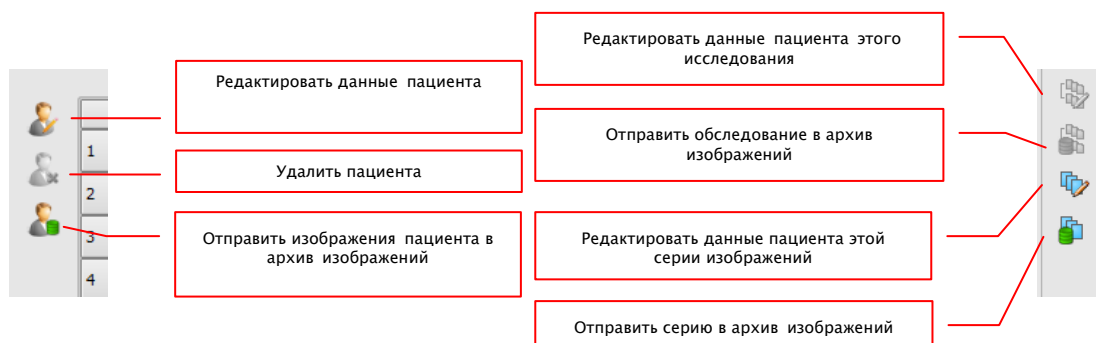 Редактировать данные пациента
1
Удалить пациента
2
Отправить изображения пациента в
архив изображений
3
4
Редактировать данные пациента этого
исследования
Отправить обследование в архив
изображений
Редактировать данные пациента этой
серии изображений
Отправить серию в архив изображений